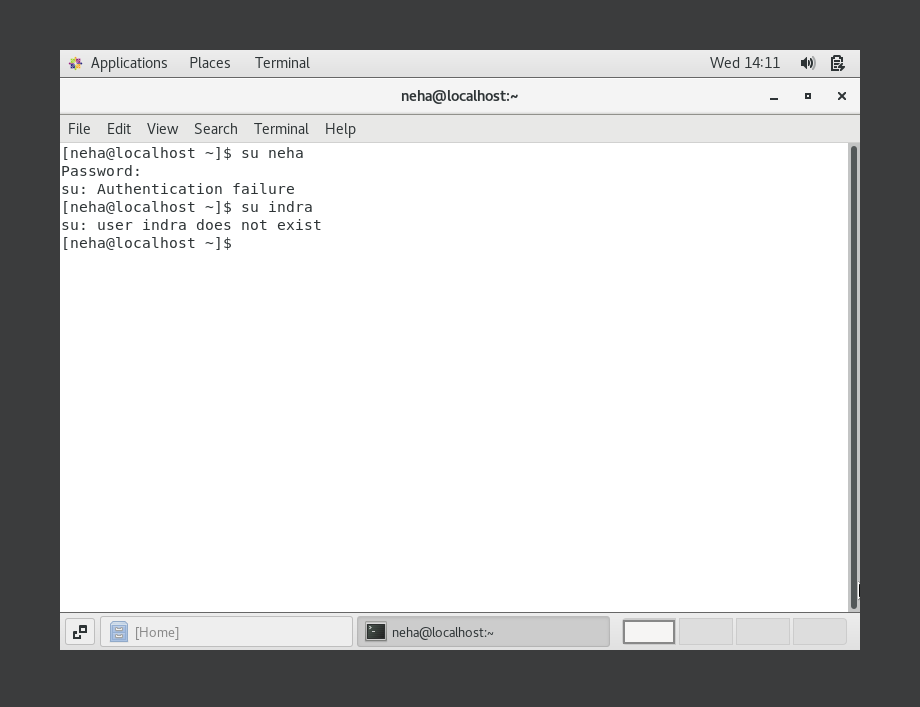 Applications Places Terminal Wed 14:11
neha@localhost:~
File Edit View Search Terminal Help
[neha@localhost ~]$ su neha
Password:
su: Authentication failure
[neha@localhost ~]$ su indra
su: user indra does not exist
[neha@localhost ~]$
[Home] neha@localhost:~